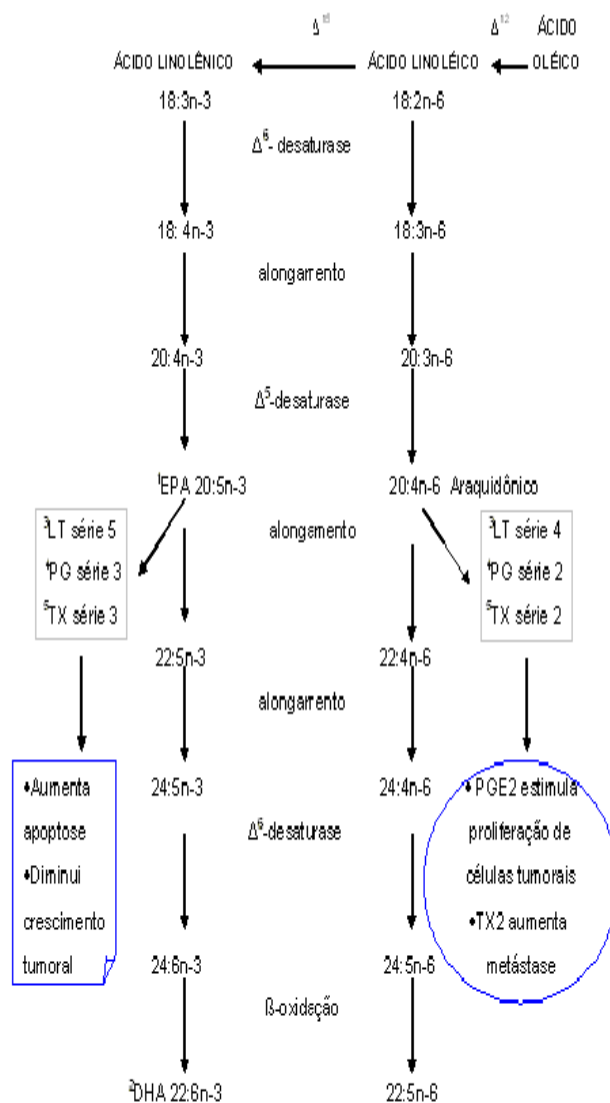 Δ¹⁵ Δ¹² ÁCIDO
ÁCIDO LINOLÊNICO ÁCIDO LINOLÉICO OLÉICO
18:3n-3 18:2n-6
Δ⁶- desaturase
18: 4n-3 18:3n-6
alongamento
20:4n-3 20:3n-6
Δ⁵-desaturase
¹EPA 20:5n-3 20:4n-6 Araquidônico
³LT série 5 alongamento ³LT série 4
⁴PG série 3 ⁴PG série 2
⁵TX série 3 ⁵TX série 2
22:5n-3 22:4n-6
alongamento
•Aumenta 24:5n-3 24:4n-6 • PGE2 estimula
apoptose Δ⁶-desaturase proliferação de
•Diminui células tumorais
crescimento •TX2 aumenta
tumoral 24:6n-3 24:5n-6 metástase
ß-oxidação
²DHA 22:6n-3 22:5n-6